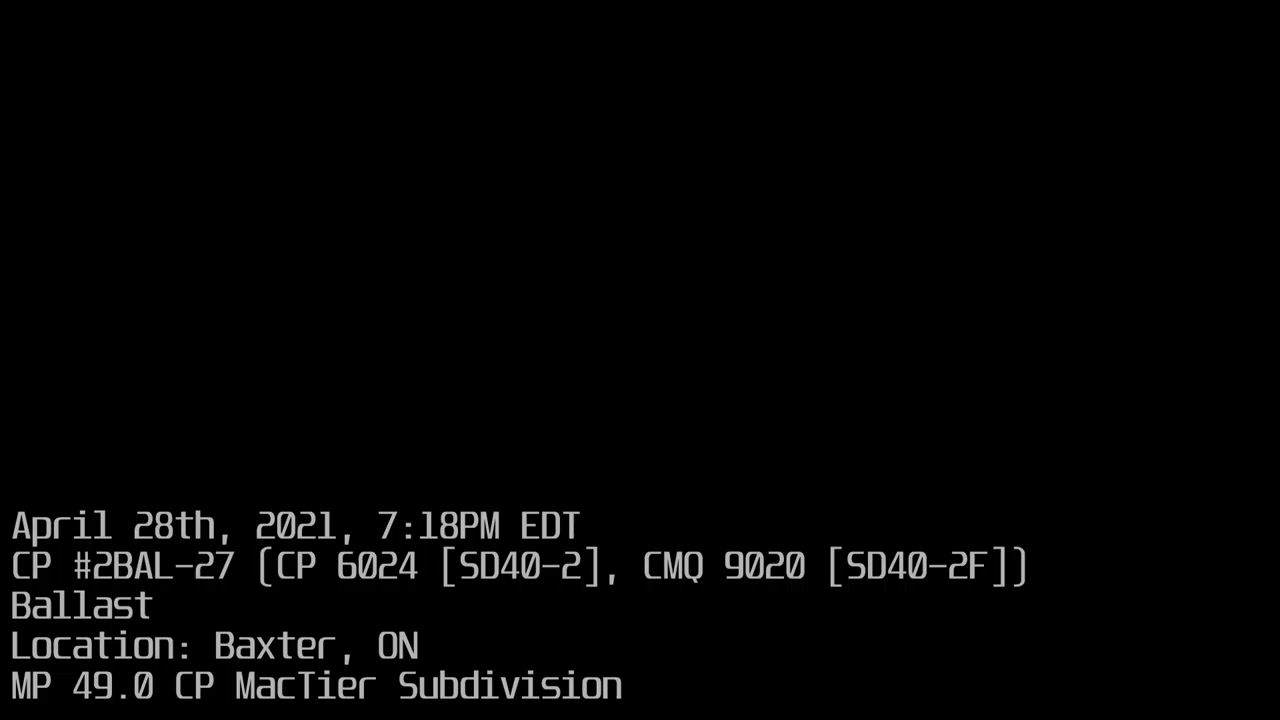 April 28th, 2021, 7:18PM EDT
CP #2BAL-27 (CP 6024 [SD40-2], CMQ 9020 [SD40-2F])
Ballast
Location: Baxter, ON
MP 49.0 CP MacTier Subdivision